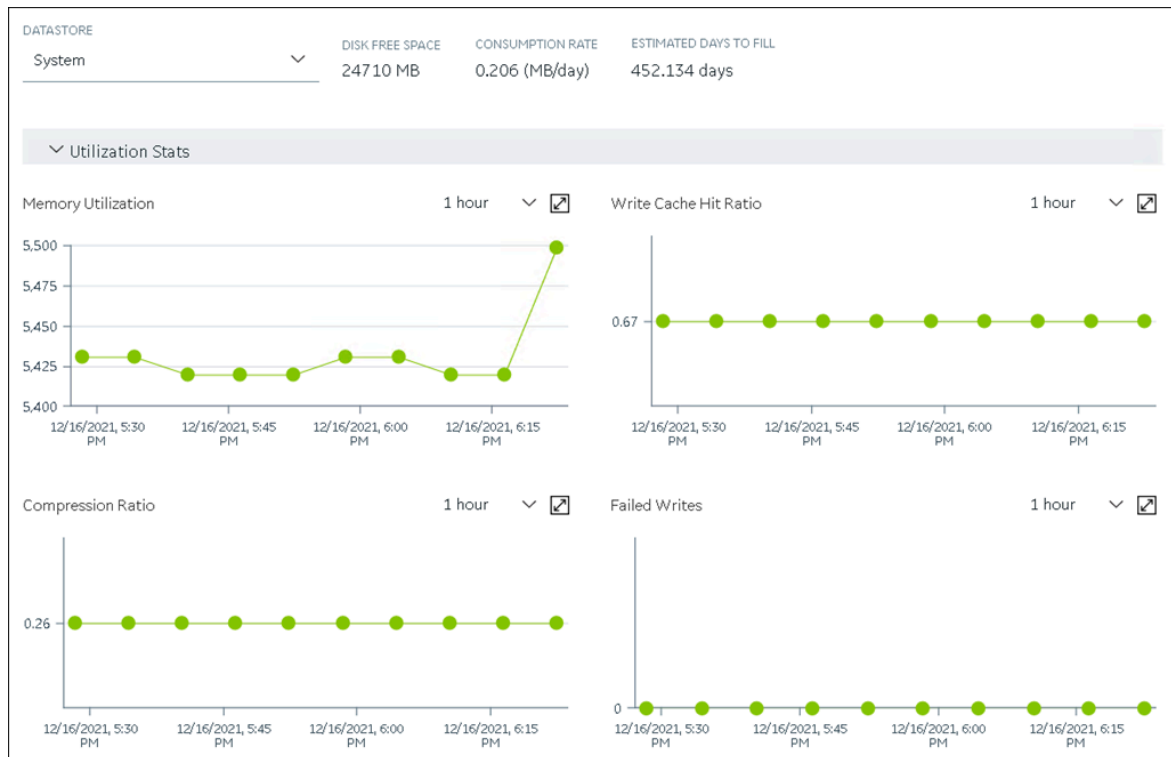 DATASTORE
System
DISK FREE SPACE
24710 MB
CONSUMPTION RATE
0.206 (MB/day)
ESTIMATED DAYS TO FILL
452.134 days
Utilization Stats
Memory Utilization
1 hour
5,500
5,475
5,450
5,425
5,400
12/16/2021, 5:30
PM
12/16/2021, 5:45
PM
12/16/2021, 6:00
PM
12/16/2021, 6:15
PM
Write Cache Hit Ratio
1 hour
0.67
12/16/2021, 5:30
PM
12/16/2021, 5:45
PM
12/16/2021, 6:00
PM
12/16/2021, 6:15
PM
Compression Ratio
1 hour
0.26
12/16/2021, 5:30
PM
12/16/2021, 5:45
PM
12/16/2021, 6:00
PM
12/16/2021, 6:15
PM
Failed Writes
1 hour
0
12/16/2021, 5:30
PM
12/16/2021, 5:45
PM
12/16/2021, 6:00
PM
12/16/2021, 6:15
PM